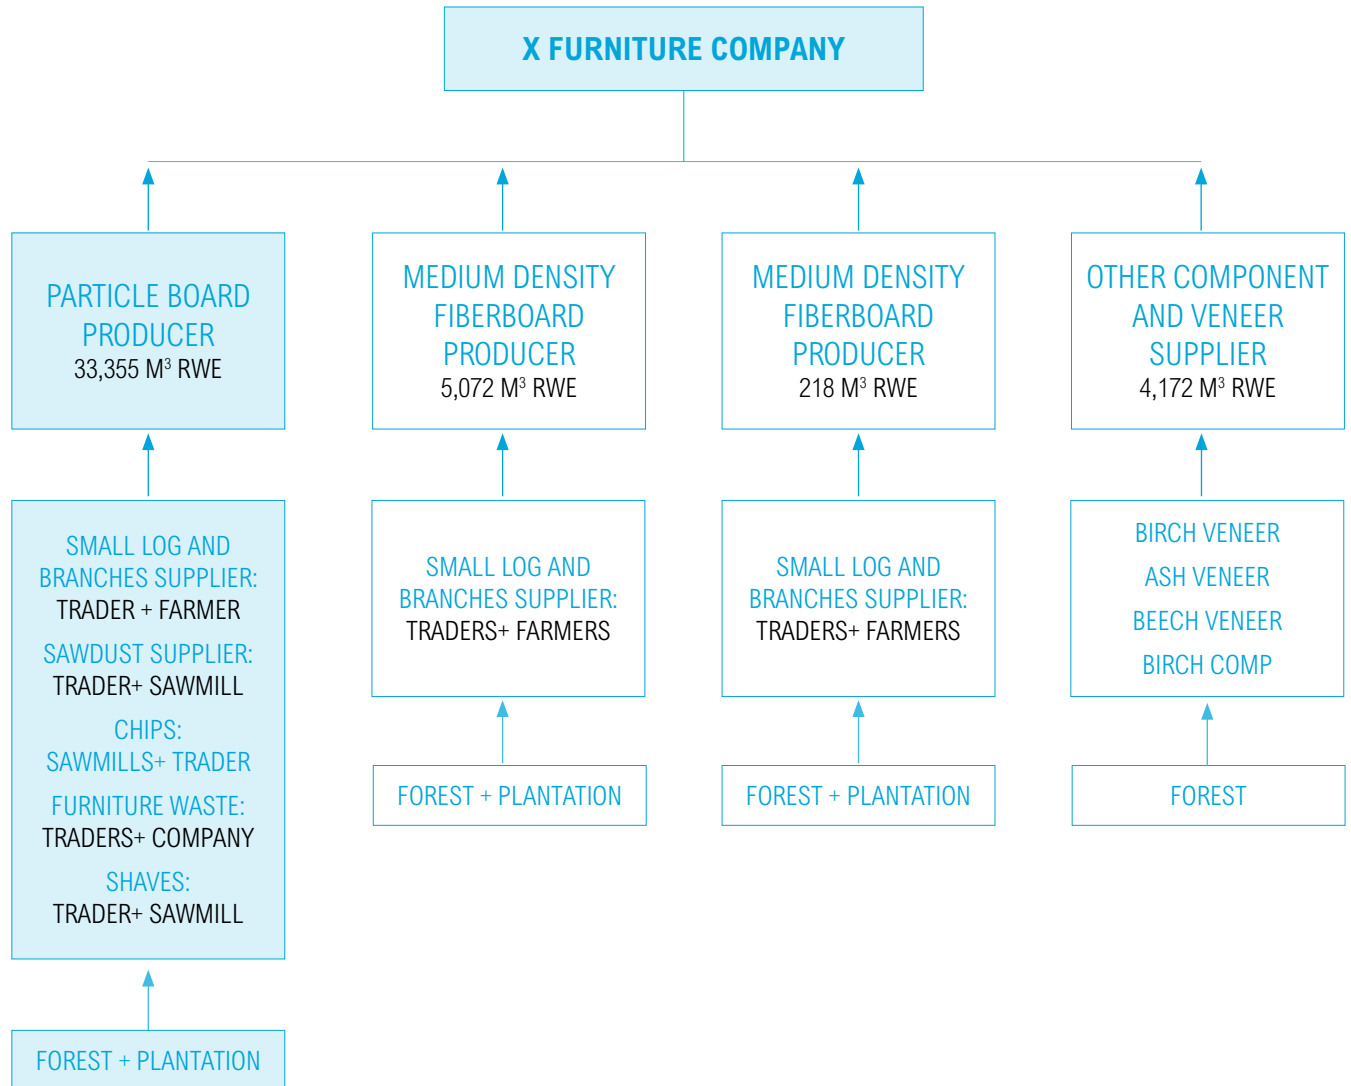 X FURNITURE COMPANY
PARTICLE BOARD
PRODUCER
33,355 M³ RWE
MEDIUM DENSITY
FIBERBOARD
PRODUCER
5,072 M³ RWE
MEDIUM DENSITY
FIBERBOARD
PRODUCER
218 M³ RWE
OTHER COMPONENT
AND VENEER
SUPPLIER
4,172 M³ RWE
SMALL LOG AND
BRANCHES SUPPLIER:
TRADER + FARMER
SAWDUST SUPPLIER:
TRADER+ SAWMILL
CHIPS:
SAWMILLS+ TRADER
FURNITURE WASTE:
TRADERS+ COMPANY
SHAVES:
TRADER+ SAWMILL
SMALL LOG AND
BRANCHES SUPPLIER:
TRADERS+ FARMERS
SMALL LOG AND
BRANCHES SUPPLIER:
TRADERS+ FARMERS
BIRCH VENEER
ASH VENEER
BEECH VENEER
BIRCH COMP
FOREST + PLANTATION
FOREST + PLANTATION
FOREST
FOREST + PLANTATION